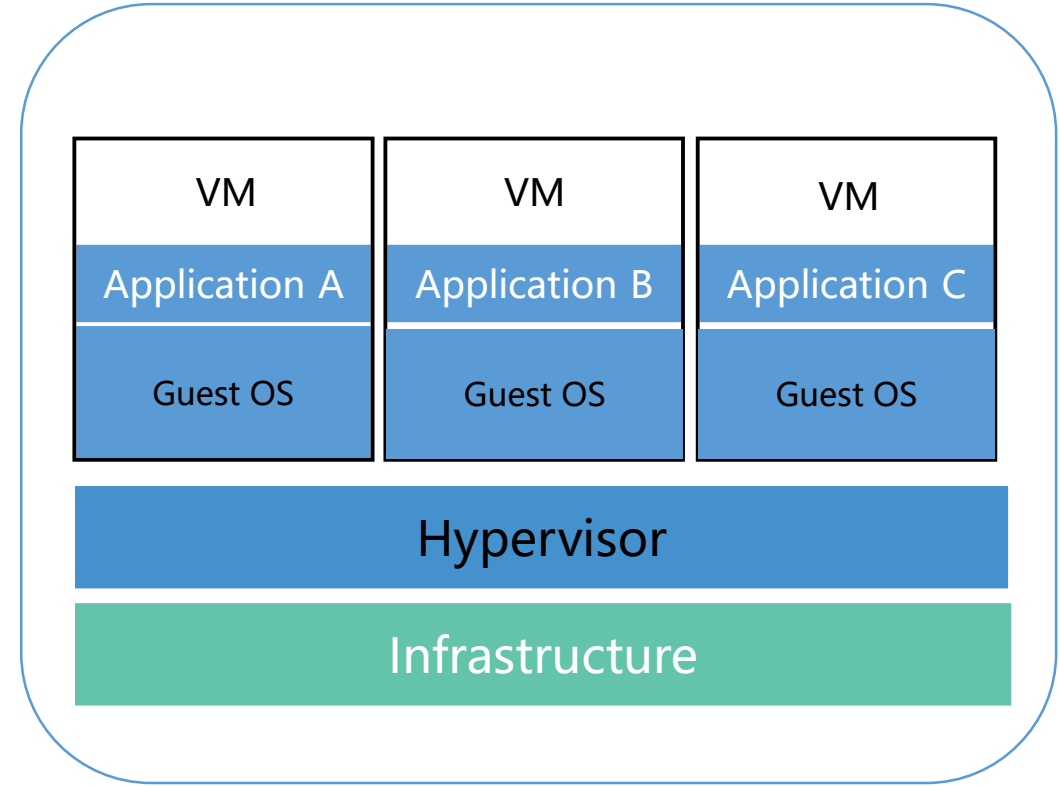 VM
VM
VM
Application A
Application B
Application C
Guest OS
Guest OS
Guest OS
Hypervisor
Infrastructure